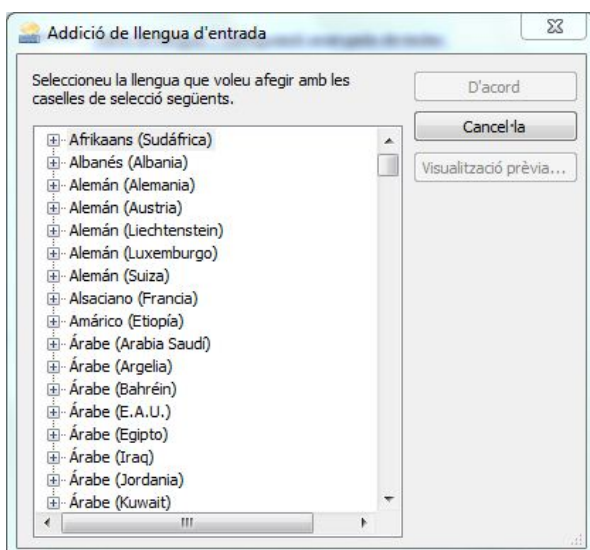 Addició de llengua d'entrada
Seleccioneu la llengua que voleu afegir amb les
caselles de selecció següents.
D'acord
Cancel·la
Visualització prèvia...
Afrikaans (Sudáfrica)
Albanés (Albania)
Alemán (Alemania)
Alemán (Austria)
Alemán (Liechtenstein)
Alemán (Luxemburgo)
Alemán (Suiza)
Alsaciano (Francia)
Amárico (Etiopía)
Árabe (Arabia Saudí)
Árabe (Argelia)
Árabe (Bahréin)
Árabe (E.A.U.)
Árabe (Egipto)
Árabe (Iraq)
Árabe (Jordania)
Árabe (Kuwait)